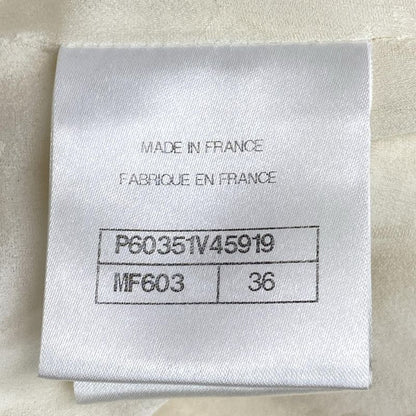 MADE IN FRANCE
FABRIQUE EN FRANCE
P60351V45919
MF603 36